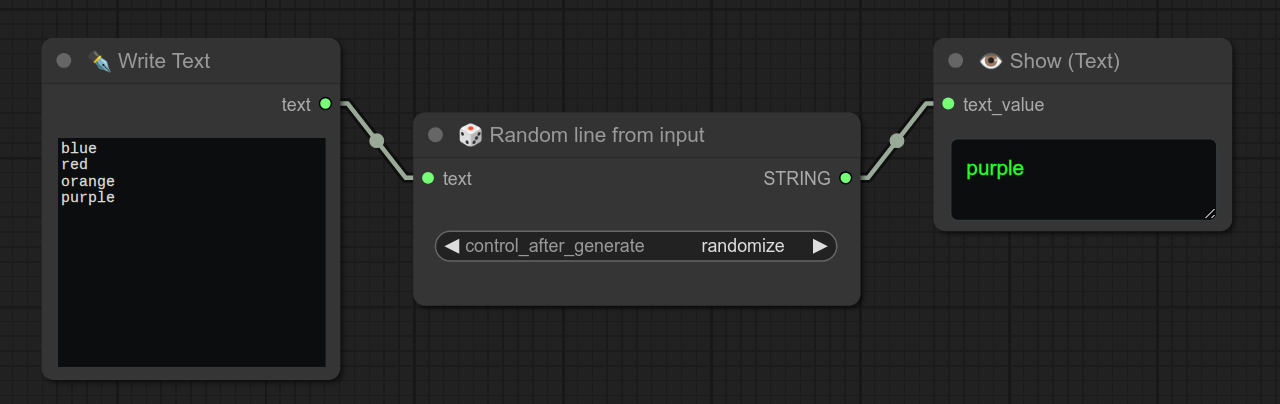 Write Text
text
blue
red
orange
purple
Random line from input
text
STRING
control_after_generate
randomize
Show (Text)
text_value
purple